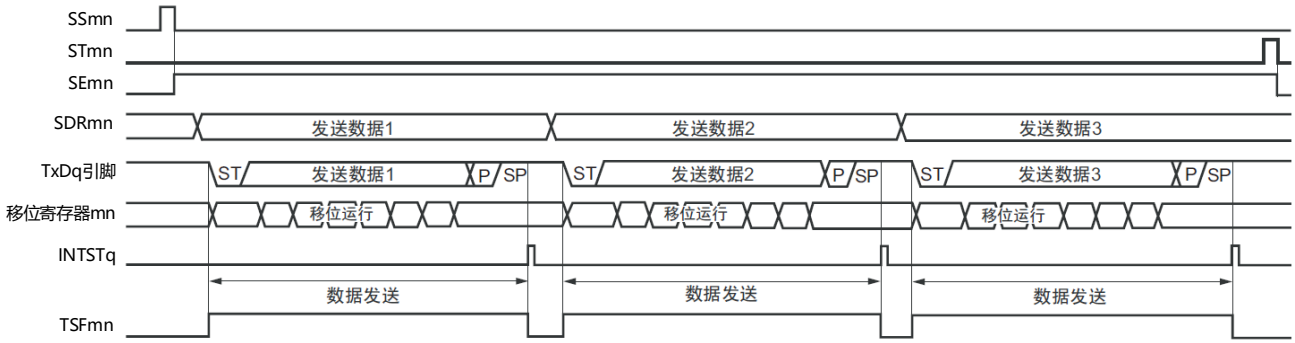 SSmn
STmn
SEmn
SDRmn 发送数据1 发送数据2 发送数据3
TxDq引脚 ST 发送数据1 P SP ST 发送数据2 P SP ST 发送数据3 P SP
移位寄存器mn 移位运行 移位运行 移位运行
INTSTq
数据发送 数据发送 数据发送
TSFmn